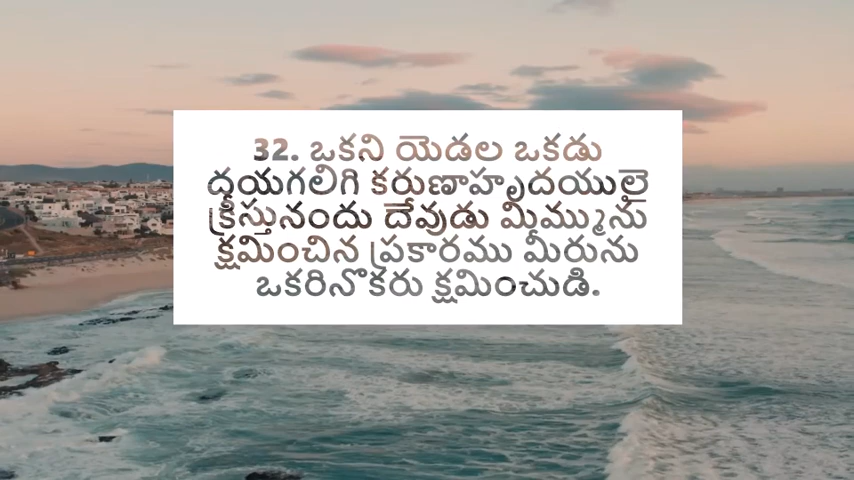 32. ఒకని యెడల ఒకడు
దయగలిగి కరుణాహృదయులై
క్రీస్తునందు దేవుడు మిమ్మును
క్షమించిన ప్రకారము మీరును
ఒకరినొకరు క్షమించుడి.